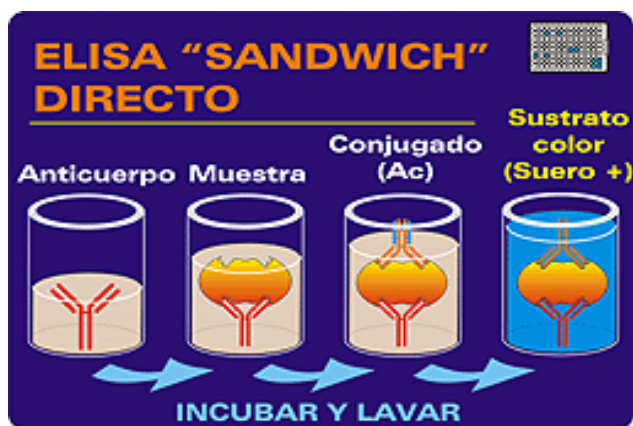 ELISA “SANDWICH”
DIRECTO
Anticuerpo
Muestra
Conjugado
(Ac)
Sustrato
color
(Suero +)
INCUBAR Y LAVAR